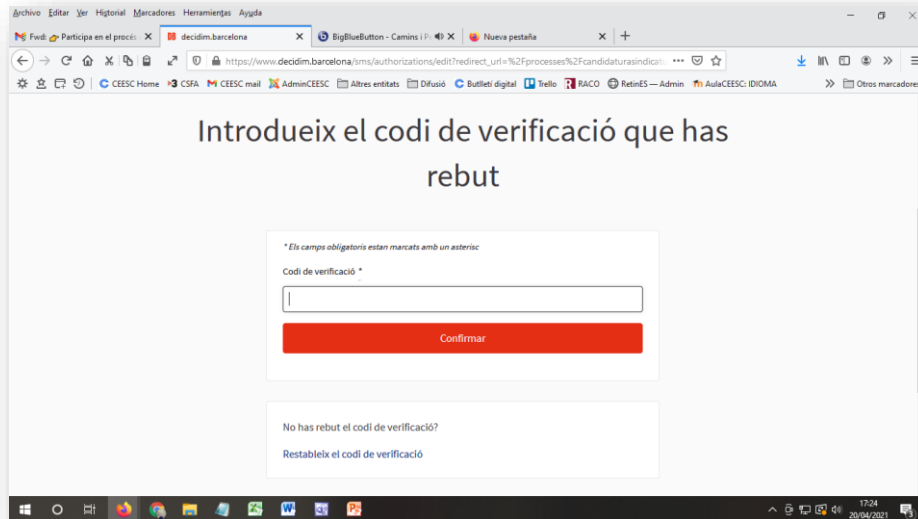 Archivo Editar Ver Historial Marcadores Herramientas Ayuda
Fwd: Participa en el procés
decidim.barcelona
BigBlueButton - Camins i P
Nueva pestaña
https://www.decidim.barcelona/sms/authorizations/edit?redirect_url=%2Fprocesses%2Fcandidaturasindicatu
CEESC Home CSFA CEESC mail AdminCEESC Altres entitats Difusió Butlletí digital Trello RACO RetinES — Admin AulaCEESC: IDIOMA Otros marcadores
Introdueix el codi de verificació que has
rebut
* Els camps obligatoris estan marcats amb un asterisc
Codi de verificació *
Confirmar
No has rebut el codi de verificació?
Restableix el codi de verificació
17:24
20/04/2021